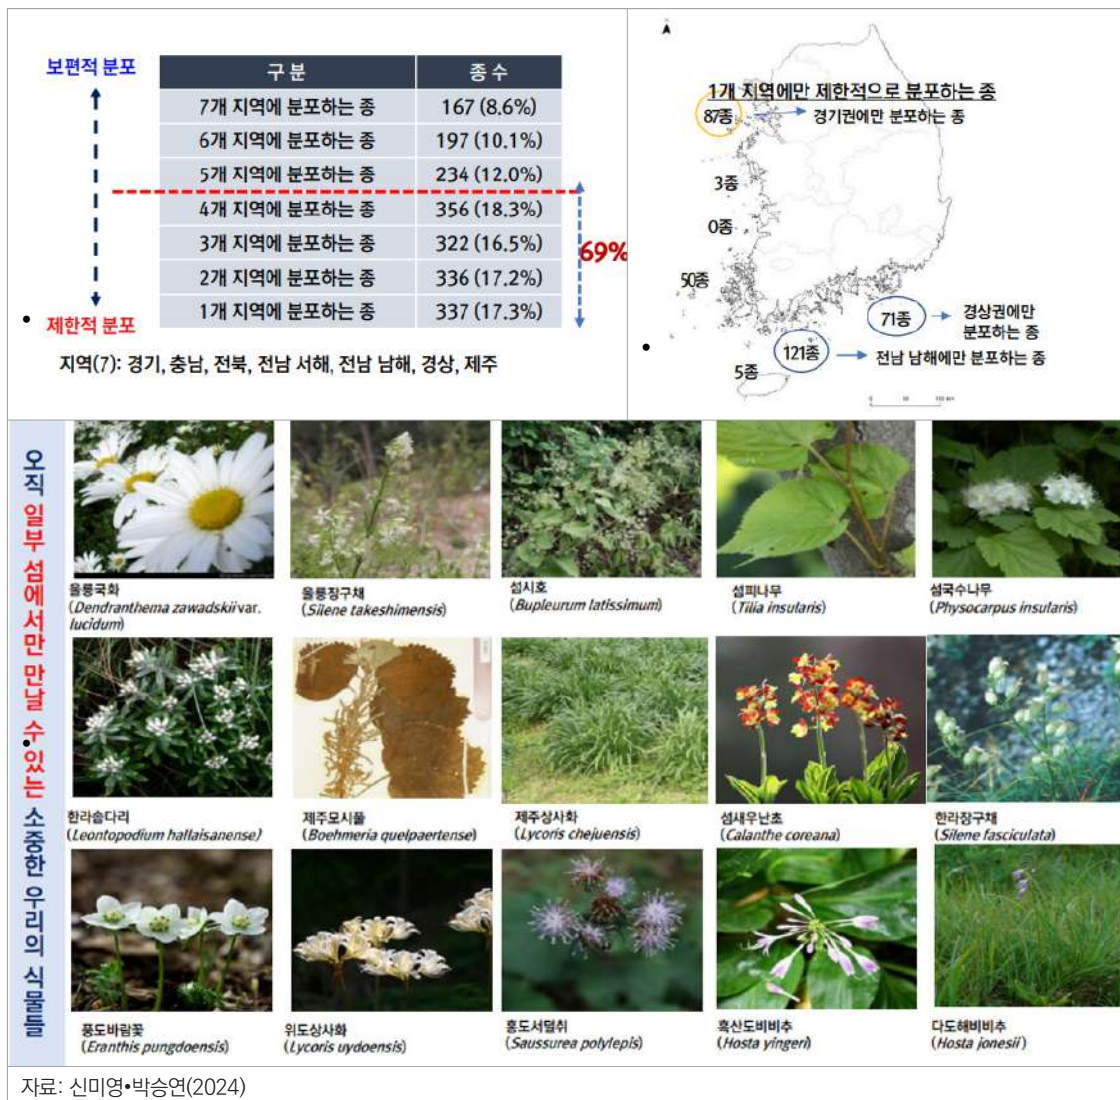 보편적 분포
제한적 분포
구 분 종 수
7개 지역에 분포하는 종 167 (8.6%)
6개 지역에 분포하는 종 197 (10.1%)
5개 지역에 분포하는 종 234 (12.0%)
4개 지역에 분포하는 종 356 (18.3%)
3개 지역에 분포하는 종 322 (16.5%)
2개 지역에 분포하는 종 336 (17.2%)
1개 지역에 분포하는 종 337 (17.3%)
69%
지역(7): 경기, 충남, 전북, 전남 서해, 전남 남해, 경상, 제주
1개 지역에만 제한적으로 분포하는 종
87종 경기권에만 분포하는 종
3종
0종
50종
71종 경상권에만
분포하는 종
121종 전남 남해에만 분포하는 종
5종
오직 일부 섬에서만 만날 수 있는 소중한 우리의 식물들
울릉국화
(Dendranthema zawadskii var.
lucidum)
울릉장구채
(Silene takeshimensis)
섬시호
(Bupleurum latissimum)
섬피나무
(Tilia insularis)
섬국수나무
(Physocarpus insularis)
한라솜다리
(Leontopodium hallaisanense)
제주모시풀
(Boehmeria quelpaertense)
제주상사화
(Lycoris chejuensis)
섬새우난초
(Calanthe coreana)
한라장구채
(Silene fasciculata)
풍도바람꽃
(Eranthis pungdoensis)
위도상사화
(Lycoris uydoensis)
홍도서덜취
(Saussurea polylepis)
흑산도비비추
(Hosta yingeri)
다도해비비추
(Hosta jonesii)
자료: 신미영•박승연(2024)